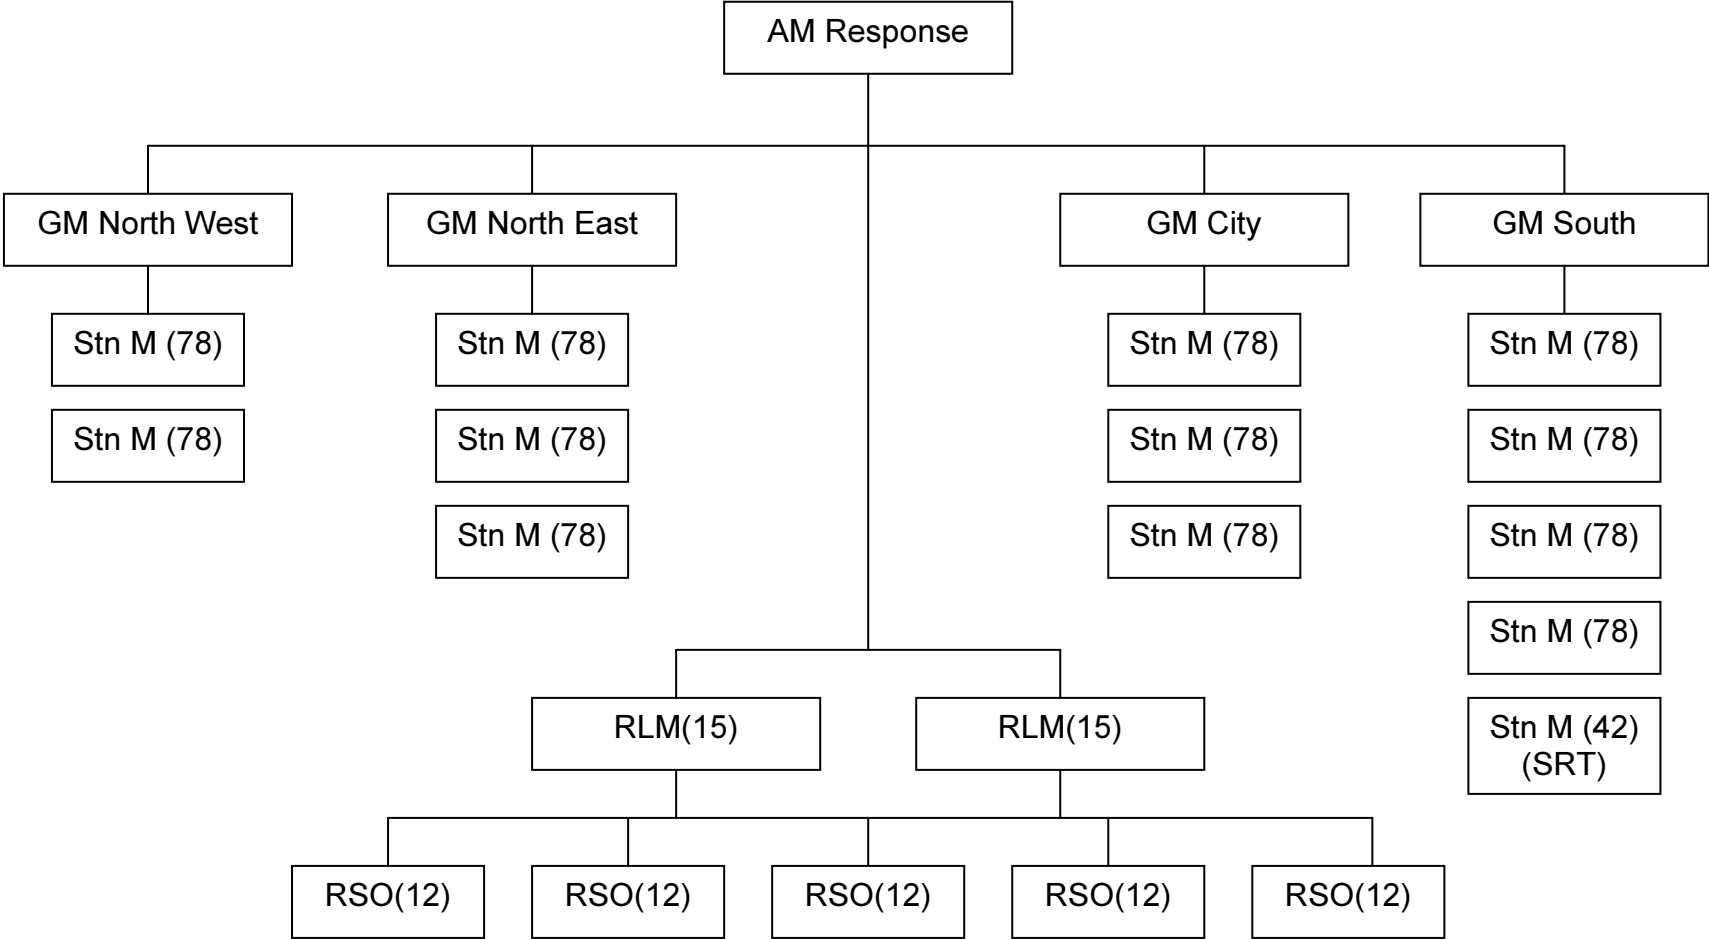 AM Response
GM North West
GM North East
GM City
GM South
Stn M (78)
Stn M (78)
Stn M (78)
Stn M (78)
Stn M (78)
Stn M (78)
Stn M (78)
Stn M (78)
Stn M (78)
Stn M (78)
Stn M (78)
Stn M (78)
RLM(15)
RLM(15)
Stn M (42)
(SRT)
RSO(12)
RSO(12)
RSO(12)
RSO(12)
RSO(12)